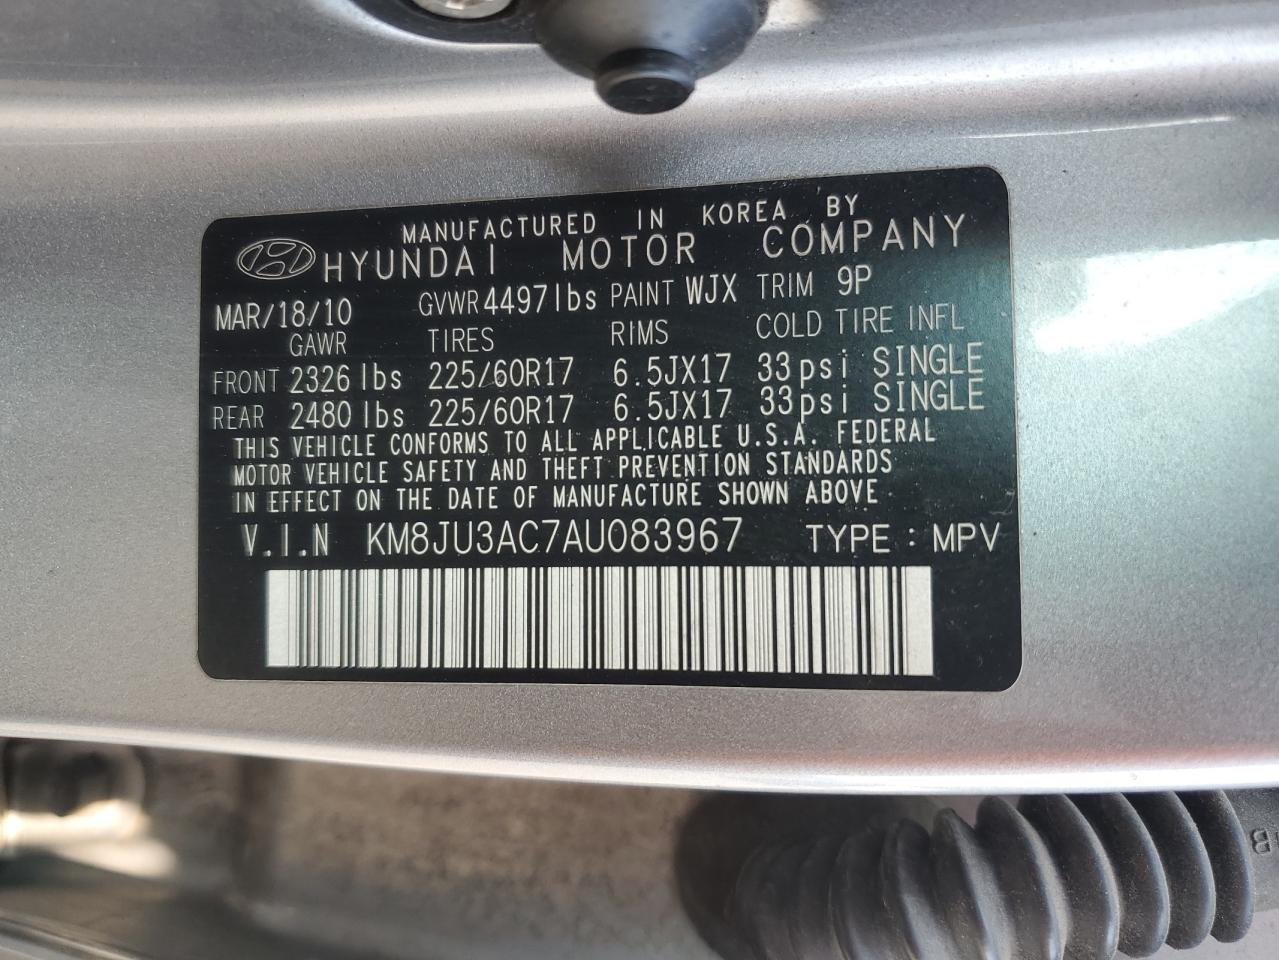 MANUFACTURED IN KOREA BY
HYUNDAI MOTOR COMPANY
MAR/18/10 GVWR 4497lbs PAINT WJX TRIM 9P
GAWR TIRES RIMS COLD TIRE INFL
FRONT 2326 lbs 225/60R17 6.5JX17 33psi SINGLE
REAR 2480 lbs 225/60R17 6.5JX17 33psi SINGLE
THIS VEHICLE CONFORMS TO ALL APPLICABLE U.S.A. FEDERAL
MOTOR VEHICLE SAFETY AND THEFT PREVENTION STANDARDS
IN EFFECT ON THE DATE OF MANUFACTURE SHOWN ABOVE
V.I.N KM8JU3AC7AU083967 TYPE : MPV